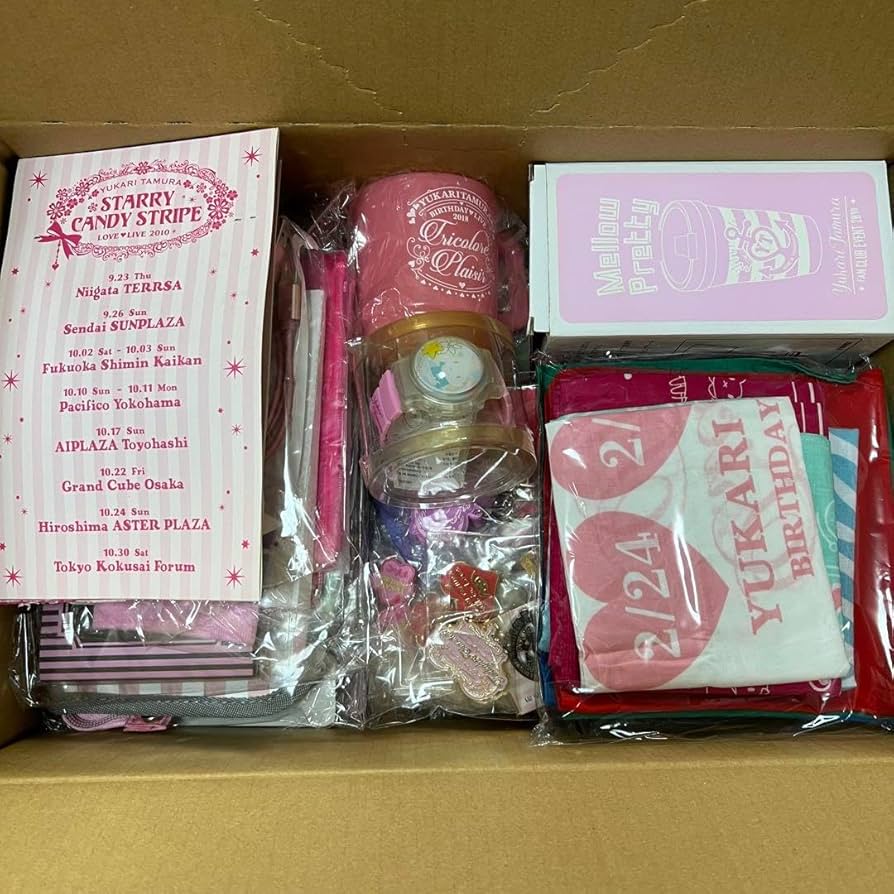 YUKARI TAMURA
STARRY
CANDY STRIPE
LOVE♥LIVE 2010
9.23 Thu
Niigata TERRSA
9.26 Sun
Sendai SUNPLAZA
10.02 Sat - 10.03 Sun
Fukuoka Shimin Kaikan
10.10 Sun - 10.11 Mon
Pacifico Yokohama
10.17 Sun
AIPLAZA Toyohashi
10.22 Fri
Grand Cube Osaka
10.24 Sun
Hiroshima ASTER PLAZA
10.30 Sat
Tokyo Kokusai Forum
YUKARI TAMURA
BIRTHDAY♥LIVE
2018
Tricolore
Plaisir
Mellow
Pretty
Yukari Tamura
FAN CLUB EVENT
2/
2/24
YUKARI
BIRTHDAY